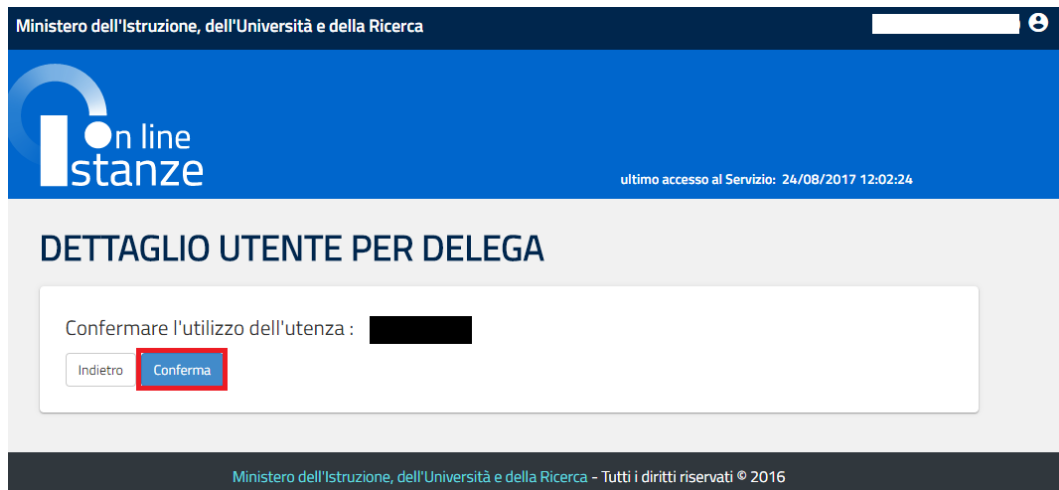 Ministero dell'Istruzione, dell'Università e della Ricerca
On line
Istanze
ultimo accesso al Servizio: 24/08/2017 12:02:24
DETTAGLIO UTENTE PER DELEGA
Confermare l'utilizzo dell'utenza :
Indietro Conferma
Ministero dell'Istruzione, dell'Università e della Ricerca - Tutti i diritti riservati © 2016